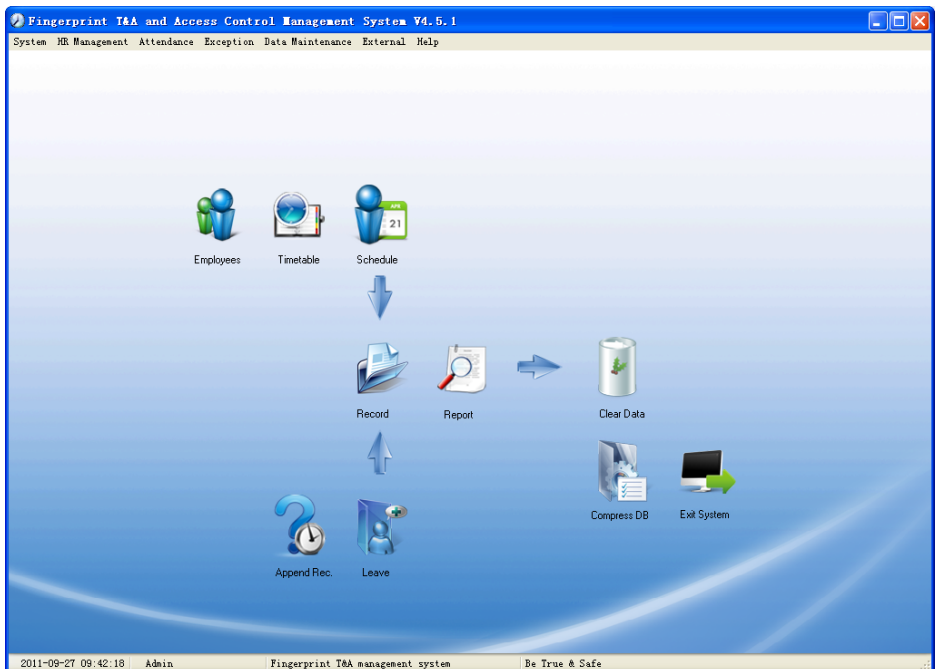 Fingerprint T&A and Access Control Management System V4.5.1
System HR Management Attendance Exception Data Maintenance External Help
APR
21
Employees Timetable Schedule
Record Report Clear Data
Compress DB Exit System
Append Rec. Leave
2011-09-27 09:42:18 Admin Fingerprint T&A management system Be True & Safe